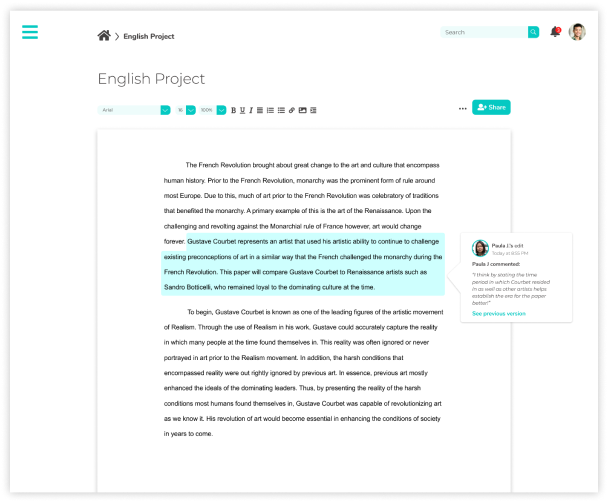 English Project
Search
English Project
Arial
16
100%
B U I
Share
The French Revolution brought about great change to the art and culture that encompass
human history. Prior to the French Revolution, monarchy was the prominent form of rule around
most Europe. Due to this, much of art prior to the French Revolution was celebratory of traditions
that benefited the monarchy. A primary example of this is the art of the Renaissance. Upon the
challenging and revolting against the Monarchial rule of France however, art would change
forever. Gustave Courbet represents an artist that used his artistic ability to continue to challenge
existing preconceptions of art in a similar way that the French challenged the monarchy during the
French Revolution. This paper will compare Gustave Courbet to Renaissance artists such as
Sandro Botticelli, who remained loyal to the dominating culture at the time.
Paula J.'s edit
Today at 8:55 PM
Paula J commented:
"I think by stating the time
period in which Courbet resided
in as well as other artists helps
establish the era for the paper
better!"
See previous version
To begin, Gustave Courbet is known as one of the leading figures of the artistic movement
of Realism. Through the use of Realism in his work, Gustave could accurately capture the reality
in which many people at the time found themselves in. This reality was often ignored or never
portrayed in art prior to the Realism movement. In addition, the harsh conditions that
encompassed reality were out rightly ignored by previous art. In essence, previous art mostly
enhanced the ideals of the dominating leaders. Thus, by presenting the reality of the harsh
conditions most humans found themselves in, Gustave Courbet was capable of revolutionizing art
as we know it. His revolution of art would become essential in enhancing the conditions of society
in years to come.